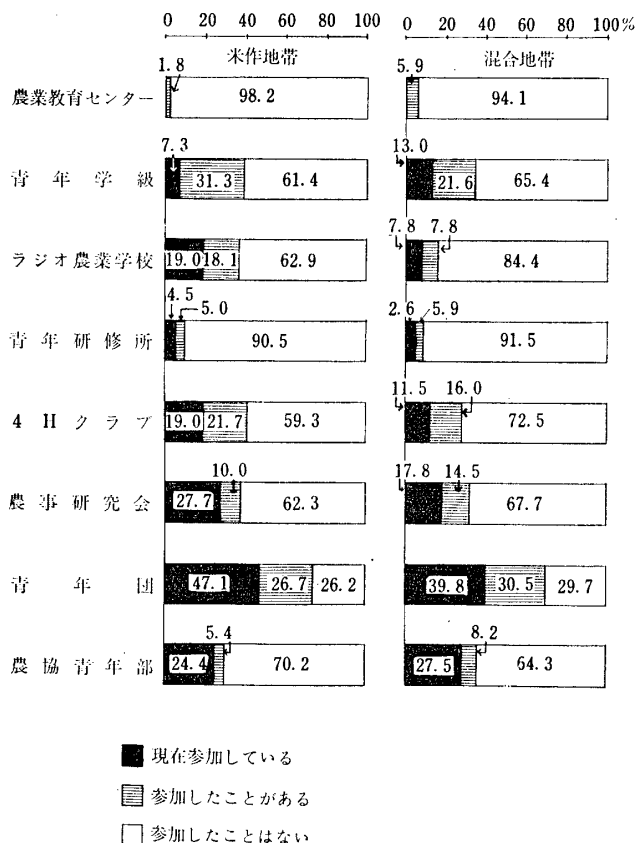 0 20 40 60 80 100 0 20 40 60 80 100%
米作地帯 混合地帯
1.8 5.9
農業教育センター 98.2 94.1
7.3 13.0
青年学級 31.3 61.4 21.6 65.4
7.8 7.8
ラジオ農業学校 19.0 18.1 62.9 84.4
4.5 5.0 2.6 5.9
青年研修所 90.5 91.5
11.5 16.0
4Hクラブ 19.0 21.7 59.3 72.5
10.0 17.8 14.5
農事研究会 27.7 62.3 67.7
青年団 47.1 26.7 26.2 39.8 30.5 29.7
5.4 8.2
農協青年部 24.4 70.2 27.5 64.3
現在参加している
参加したことがある
参加したことはない